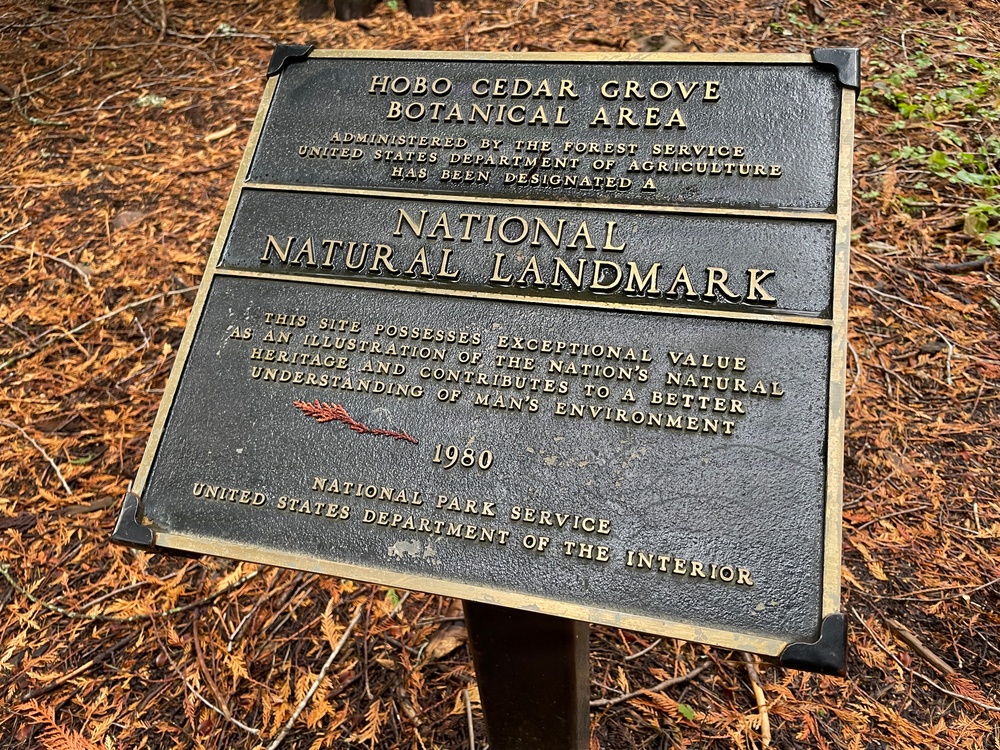 HOBO CEDAR GROVE
BOTANICAL AREA
ADMINISTERED BY THE FOREST SERVICE
UNITED STATES DEPARTMENT OF AGRICULTURE
HAS BEEN DESIGNATED A
NATIONAL
NATURAL LANDMARK
THIS SITE POSSESSES EXCEPTIONAL VALUE
AS AN ILLUSTRATION OF THE NATION'S NATURAL
HERITAGE AND CONTRIBUTES TO A BETTER
UNDERSTANDING OF MAN'S ENVIRONMENT
1980
NATIONAL PARK SERVICE
UNITED STATES DEPARTMENT OF THE INTERIOR